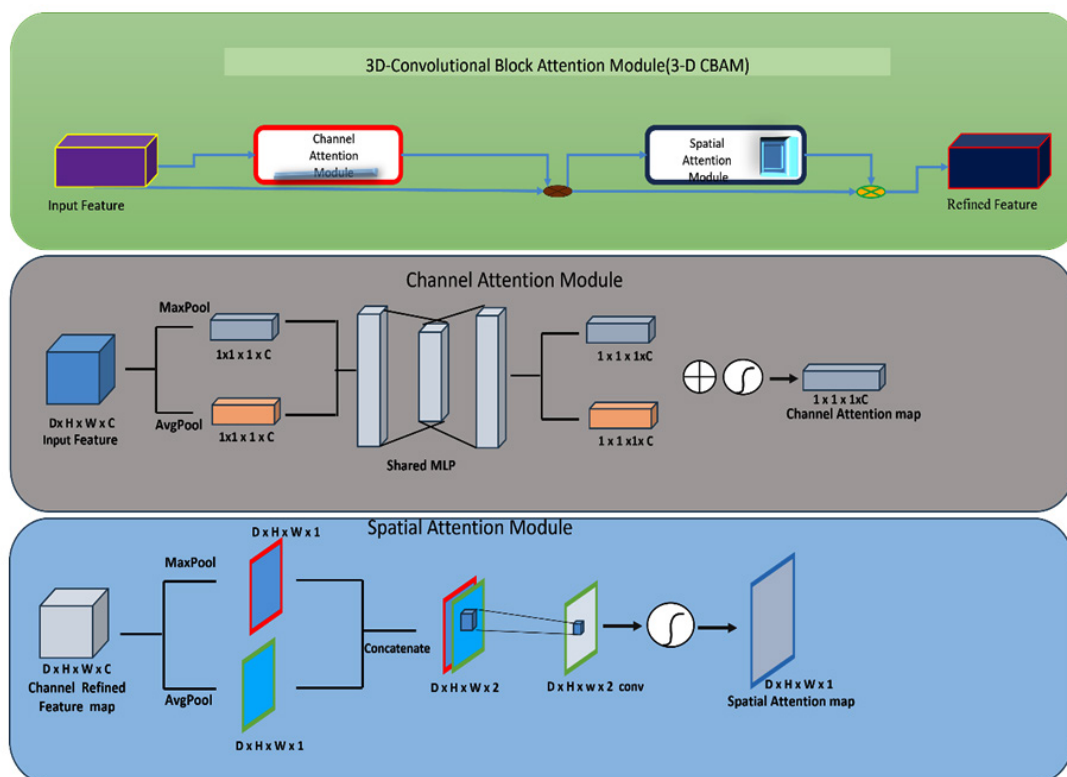 3D-Convolutional Block Attention Module(3-D CBAM)
Channel
Attention
Module
Spatial
Attention
Module
Input Feature
Refined Feature
Channel Attention Module
MaxPool
1x1 x 1 x C
1 x 1 x 1xC
D x H x W x C
Input Feature
AvgPool
1x1 x 1 x C
Shared MLP
1 x 1 x1x C
1 x 1 x 1xC
Channel Attention map
Spatial Attention Module
D x H x W x 1
MaxPool
D x H x W x C
Channel Refined
Feature map
AvgPool
D x H x W x 1
Concatenate
D x H x W x 2
D x H x w x 2 conv
D x H x W x 1
Spatial Attention map